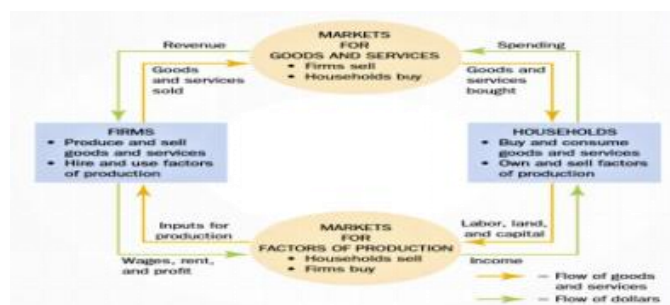 MARKETS
FOR
GOODS AND SERVICES
• Firms sell
• Households buy
Revenue
Spending
Goods
and services
sold
Goods and
services
bought
FIRMS
• Produce and sell
goods and services
• Hire and use factors
of production
HOUSEHOLDS
• Buy and consume
goods and services
• Own and sell factors
of production
Inputs for
production
Labor, land,
and capital
MARKETS
FOR
FACTORS OF PRODUCTION
• Households sell
• Firms buy
Wages, rent,
and profit
Income
– Flow of goods
and services
– Flow of dollars